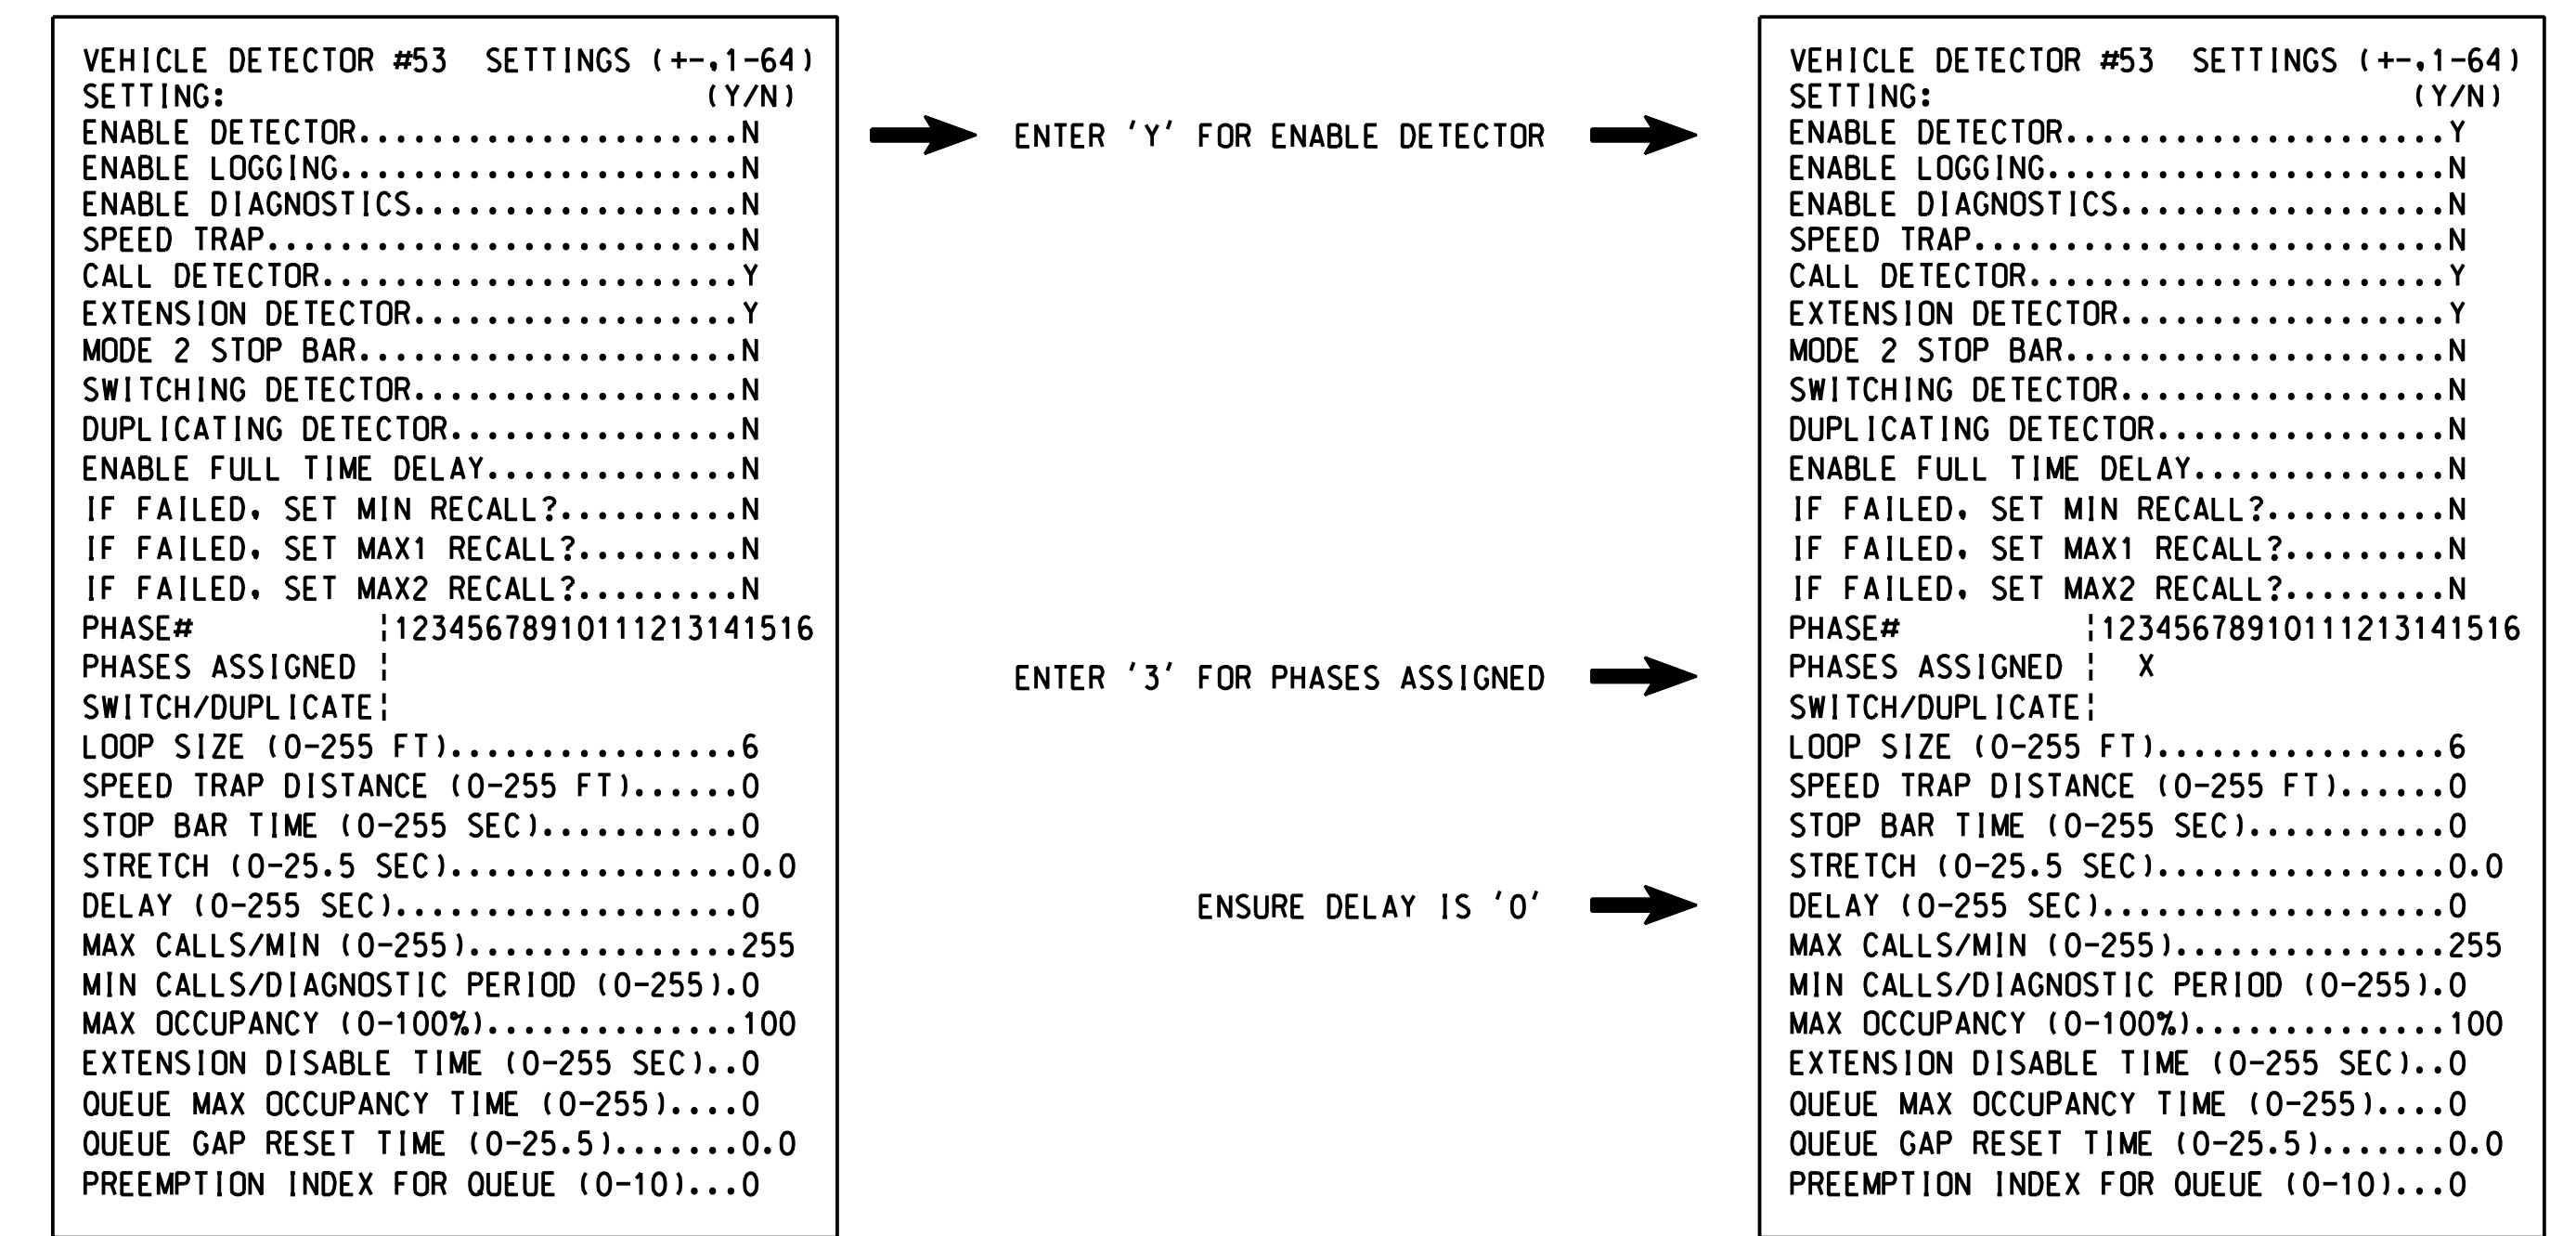 VEHICLE DETECTOR #53  SETTINGS (+-,1-64)
SETTING:                          (Y/N)
ENABLE DETECTOR.....................N
ENABLE LOGGING......................N
ENABLE DIAGNOSTICS..................N
SPEED TRAP..........................N
CALL DETECTOR.......................Y
EXTENSION DETECTOR..................Y
MODE 2 STOP BAR.....................N
SWITCHING DETECTOR..................N
DUPLICATING DETECTOR................N
ENABLE FULL TIME DELAY..............N
IF FAILED, SET MIN RECALL?..........N
IF FAILED, SET MAX1 RECALL?.........N
IF FAILED, SET MAX2 RECALL?.........N
PHASE#          ¦12345678910111213141516
PHASES ASSIGNED ¦
SWITCH/DUPLICATE¦
LOOP SIZE (0-255 FT)................6
SPEED TRAP DISTANCE (0-255 FT)......0
STOP BAR TIME (0-255 SEC)...........0
STRETCH (0-25.5 SEC)................0.0
DELAY (0-255 SEC)...................0
MAX CALLS/MIN (0-255)...............255
MIN CALLS/DIAGNOSTIC PERIOD (0-255).0
MAX OCCUPANCY (0-100%)..............100
EXTENSION DISABLE TIME (0-255 SEC)..0
QUEUE MAX OCCUPANCY TIME (0-255)....0
QUEUE GAP RESET TIME (0-25.5).......0.0
PREEMPTION INDEX FOR QUEUE (0-10)...0
ENTER 'Y' FOR ENABLE DETECTOR
ENTER '3' FOR PHASES ASSIGNED
ENSURE DELAY IS '0'
VEHICLE DETECTOR #53  SETTINGS (+-,1-64)
SETTING:                          (Y/N)
ENABLE DETECTOR.....................Y
ENABLE LOGGING......................N
ENABLE DIAGNOSTICS..................N
SPEED TRAP..........................N
CALL DETECTOR.......................Y
EXTENSION DETECTOR..................Y
MODE 2 STOP BAR.....................N
SWITCHING DETECTOR..................N
DUPLICATING DETECTOR................N
ENABLE FULL TIME DELAY..............N
IF FAILED, SET MIN RECALL?..........N
IF FAILED, SET MAX1 RECALL?.........N
IF FAILED, SET MAX2 RECALL?.........N
PHASE#          ¦12345678910111213141516
PHASES ASSIGNED ¦  X
SWITCH/DUPLICATE¦
LOOP SIZE (0-255 FT)................6
SPEED TRAP DISTANCE (0-255 FT)......0
STOP BAR TIME (0-255 SEC)...........0
STRETCH (0-25.5 SEC)................0.0
DELAY (0-255 SEC)...................0
MAX CALLS/MIN (0-255)...............255
MIN CALLS/DIAGNOSTIC PERIOD (0-255).0
MAX OCCUPANCY (0-100%)..............100
EXTENSION DISABLE TIME (0-255 SEC)..0
QUEUE MAX OCCUPANCY TIME (0-255)....0
QUEUE GAP RESET TIME (0-25.5).......0.0
PREEMPTION INDEX FOR QUEUE (0-10)...0